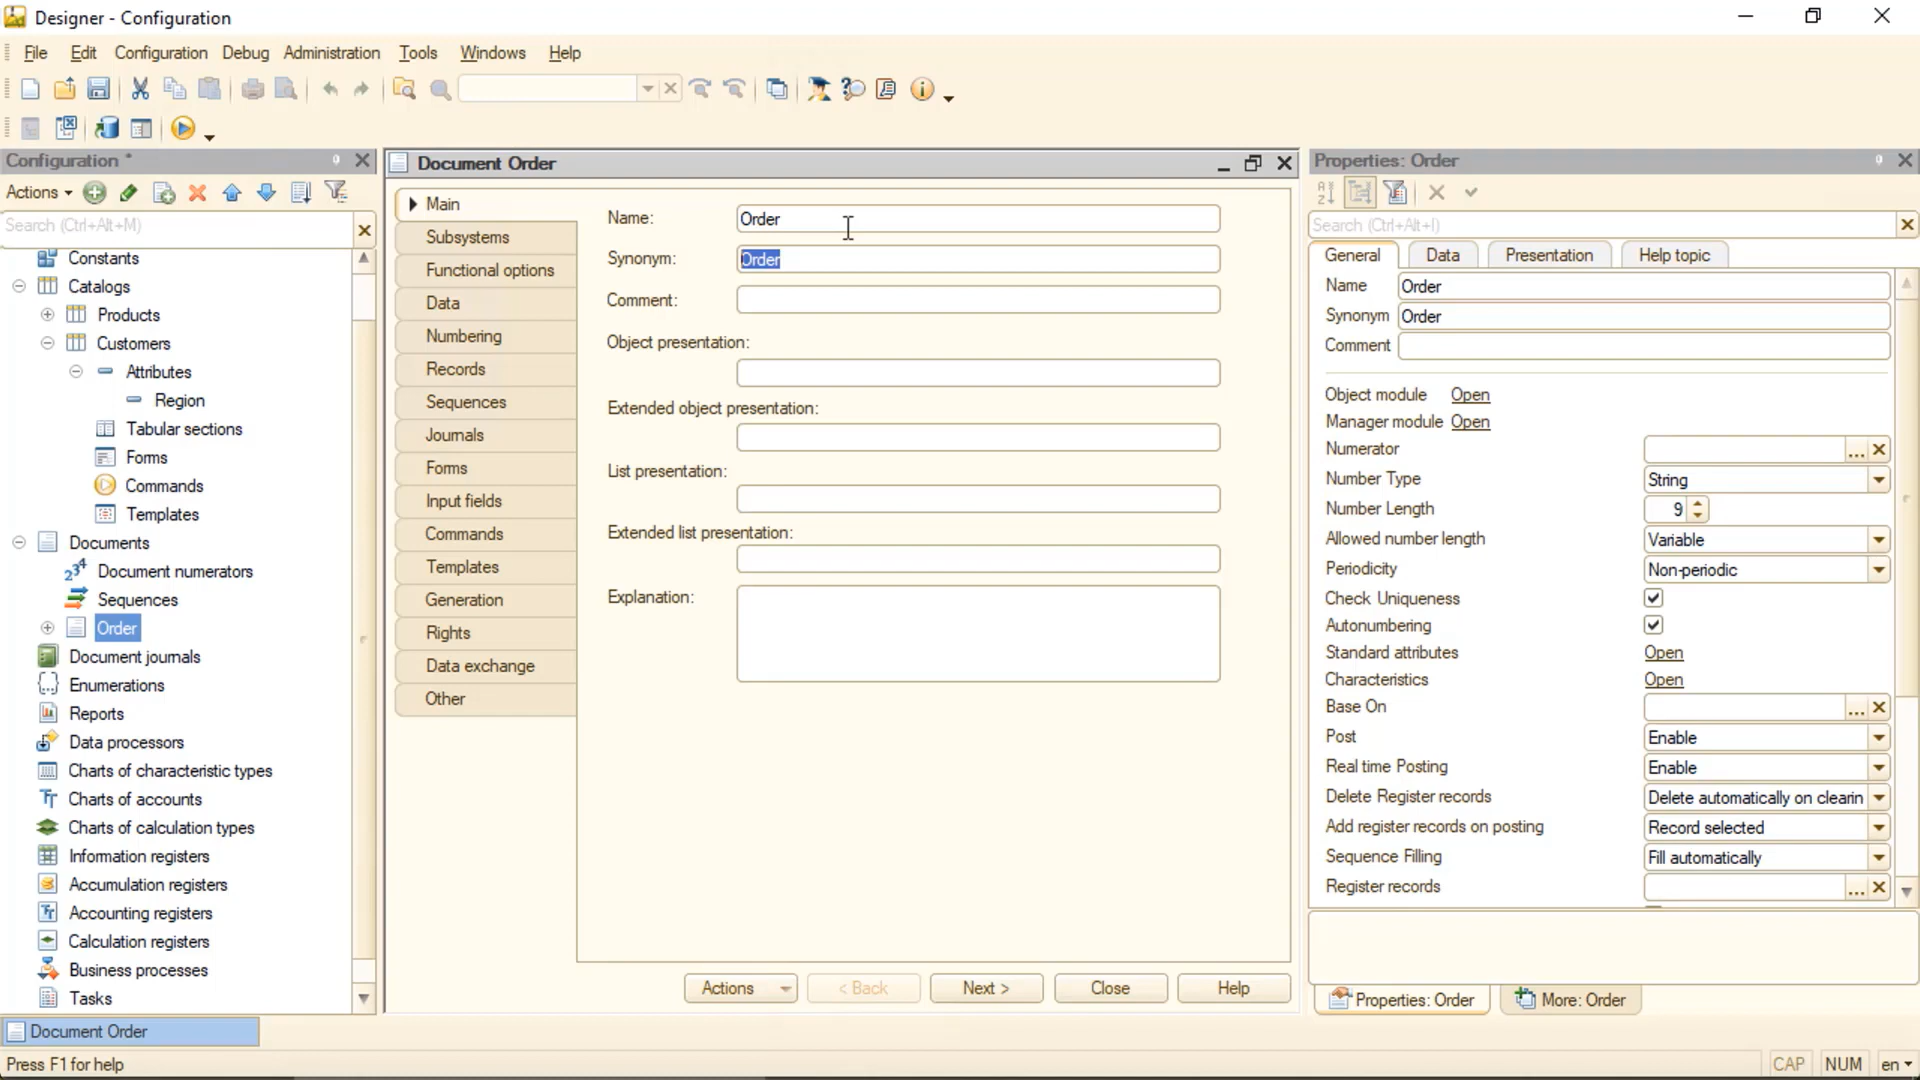 Designer - Configuration
File Edit Configuration Debug Administration Tools Windows Help
Configuration *
Actions
Search (Ctrl+Alt+M)
Constants
Catalogs
Products
Customers
Attributes
Region
Tabular sections
Forms
Commands
Templates
Documents
Document numerators
Sequences
Order
Document journals
Enumerations
Reports
Data processors
Charts of characteristic types
Charts of accounts
Charts of calculation types
Information registers
Accumulation registers
Accounting registers
Calculation registers
Business processes
Tasks
Document Order
Main
Subsystems
Functional options
Data
Numbering
Records
Sequences
Journals
Forms
Input fields
Commands
Templates
Generation
Rights
Data exchange
Other
Name: Order
Synonym: Order
Comment:
Object presentation:
Extended object presentation:
List presentation:
Extended list presentation:
Explanation:
Actions < Back Next > Close Help
Properties: Order
Search (Ctrl+Alt+I)
General Data Presentation Help topic
Name Order
Synonym Order
Comment
Object module Open
Manager module Open
Numerator ...
Number Type String
Number Length 9
Allowed number length Variable
Periodicity Non-periodic
Check Uniqueness
Autonumbering
Standard attributes Open
Characteristics Open
Base On ...
Post Enable
Real time Posting Enable
Delete Register records Delete automatically on clearin
Add register records on posting Record selected
Sequence Filling Fill automatically
Register records ...
Properties: Order More: Order
Document Order
Press F1 for help CAP NUM en